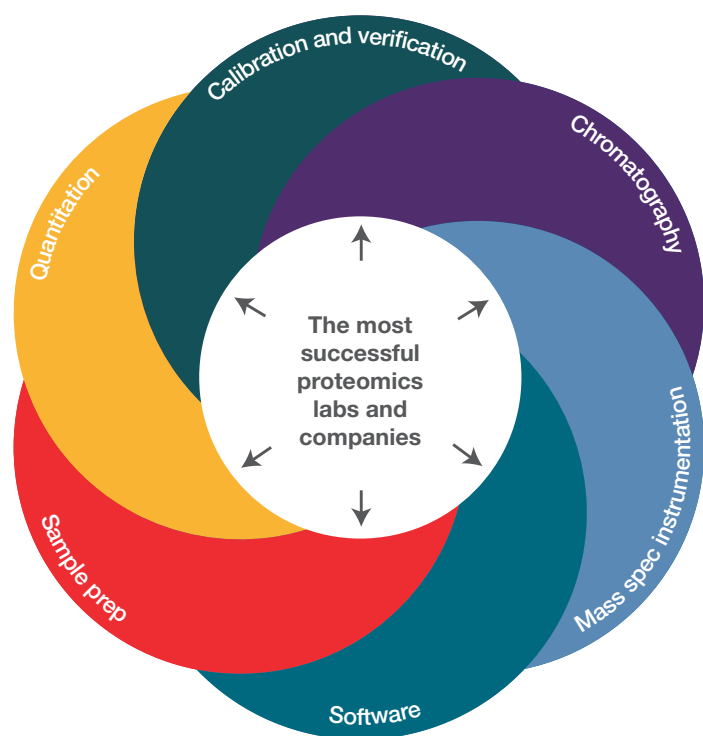 Calibration and verification
Chromatography
Mass spec instrumentation
Software
Sample prep
Quantitation
The most
successful
proteomics
labs and
companies